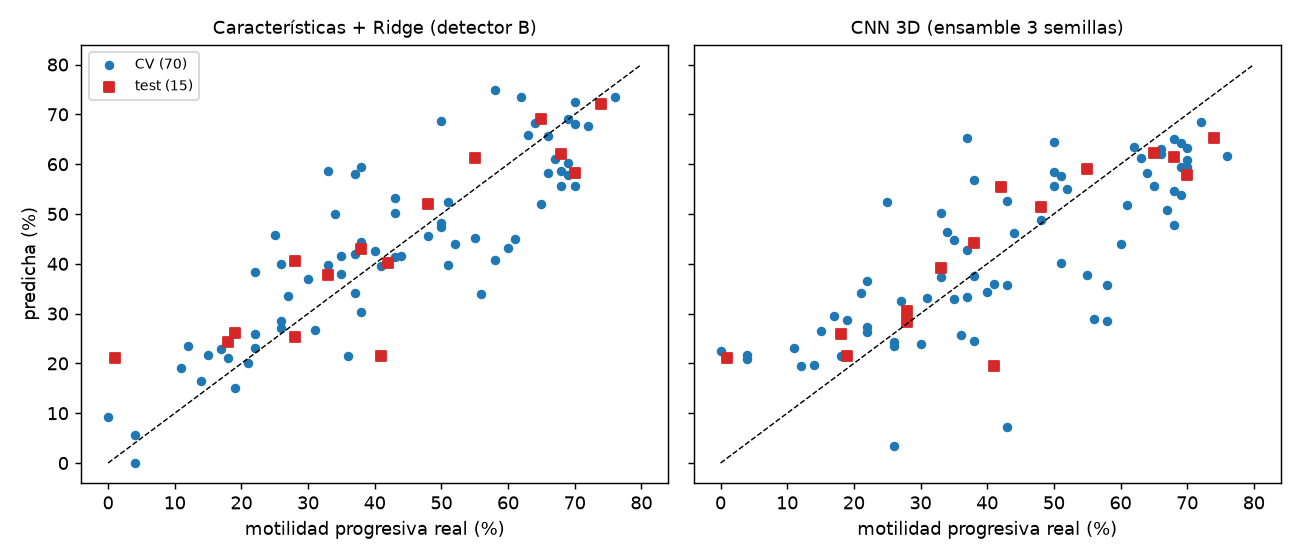 Características + Ridge (detector B)
CV (70)
test (15)
predicha (%)
80
70
60
50
40
30
20
10
0
0 10 20 30 40 50 60 70 80
motilidad progresiva real (%)
CNN 3D (ensamble 3 semillas)
0 10 20 30 40 50 60 70 80
motilidad progresiva real (%)